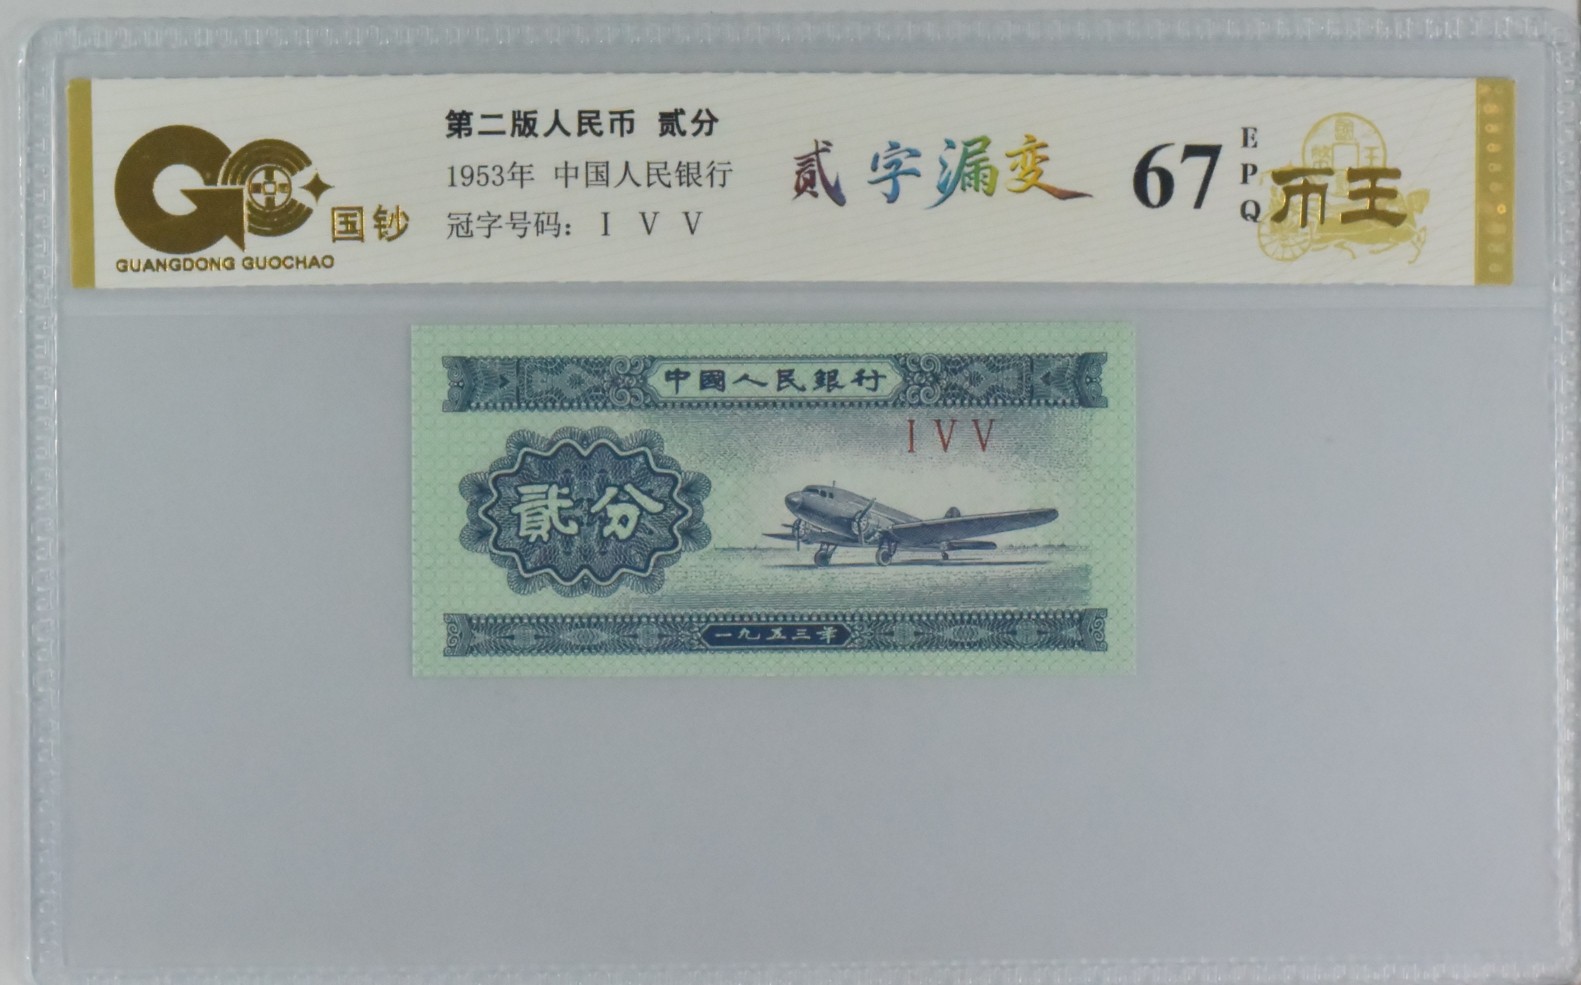 第二版人民币 贰分
1953年 中国人民银行
冠字号码: I V V
贰字漏变
67
EPQ
币王
国钞
GUANGDONG GUOCHAO
中國人民銀行
I V V
貳分
一九五三年